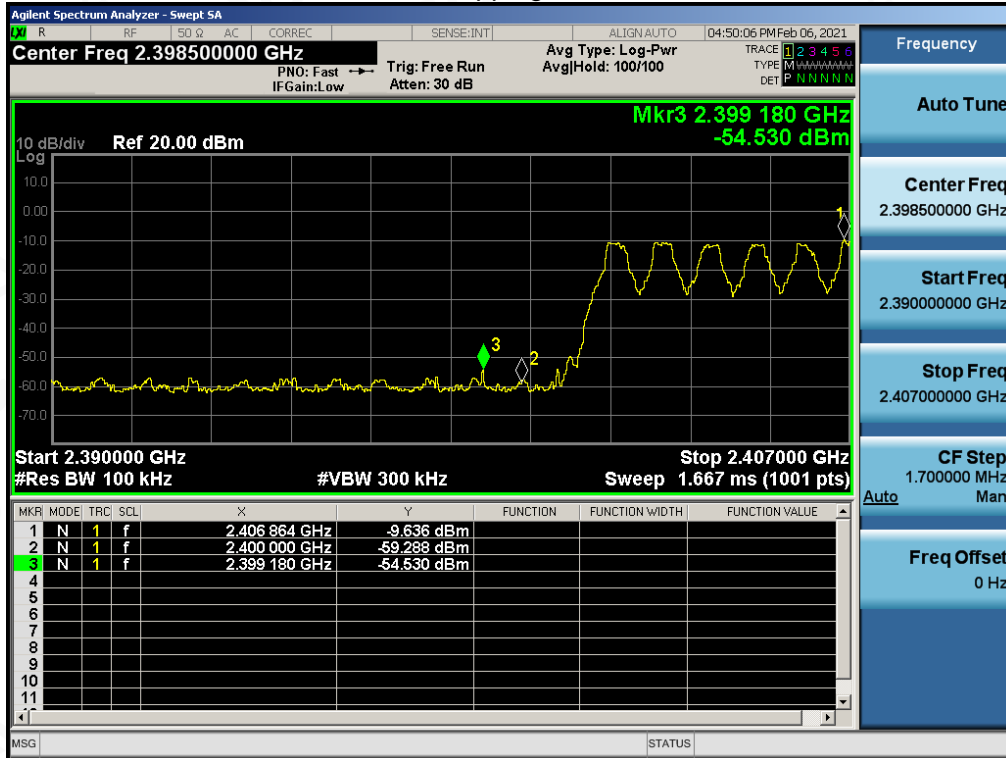 Agilent Spectrum Analyzer - Swept SA
LXI R RF 50 Ω AC CORREC SENSE:INT ALIGN AUTO 04:50:06 PM Feb 06, 2021
Center Freq 2.398500000 GHz
PNO: Fast
IFGain:Low
Trig: Free Run
Atten: 30 dB
Avg Type: Log-Pwr
Avg|Hold: 100/100
TRACE 1 2 3 4 5 6
TYPE M WWWWW
DET P N N N N N
Mkr3 2.399 180 GHz
-54.530 dBm
10 dB/div Ref 20.00 dBm
Log
10.0
0.00
-10.0
-20.0
-30.0
-40.0
-50.0
-60.0
-70.0
1
3
2
Start 2.390000 GHz Stop 2.407000 GHz
#Res BW 100 kHz #VBW 300 kHz Sweep 1.667 ms (1001 pts)
MKR MODE TRC SCL X Y FUNCTION FUNCTION WIDTH FUNCTION VALUE
1 N 1 f 2.406 864 GHz -9.636 dBm
2 N 1 f 2.400 000 GHz -59.288 dBm
3 N 1 f 2.399 180 GHz -54.530 dBm
4
5
6
7
8
9
10
11
MSG STATUS
Frequency
Auto Tune
Center Freq
2.398500000 GHz
Start Freq
2.390000000 GHz
Stop Freq
2.407000000 GHz
CF Step
1.700000 MHz
Auto Man
Freq Offset
0 Hz